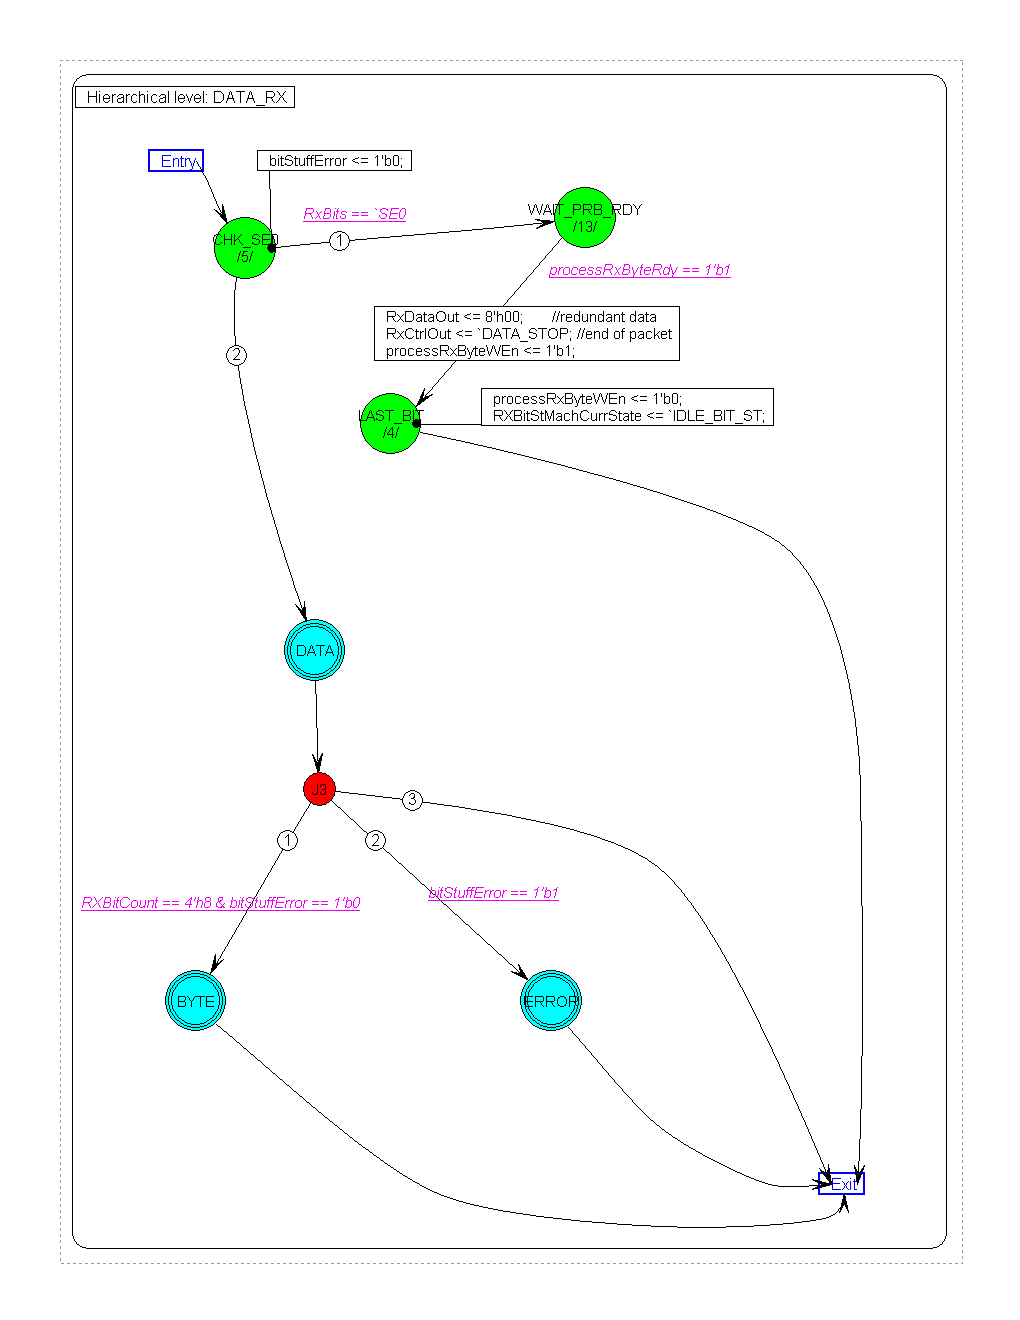 Hierarchical level: DATA_RX
Entry
bitStuffError <= 1'b0;
RxBits == `SE0
WAIT_PRB_RDY
/13/
CHK_SE0
/5/
1
processRxByteRdy == 1'b1
RxDataOut <= 8'h00; //redundant data
RxCtrlOut <= `DATA_STOP; //end of packet
processRxByteWEn <= 1'b1;
2
processRxByteWEn <= 1'b0;
RXBitStMachCurrState <= `IDLE_BIT_ST;
LAST_BIT
/4/
DATA
J3
3
1
2
RXBitCount == 4'h8 & bitStuffError == 1'b0
bitStuffError == 1'b1
BYTE
ERROR
Exit